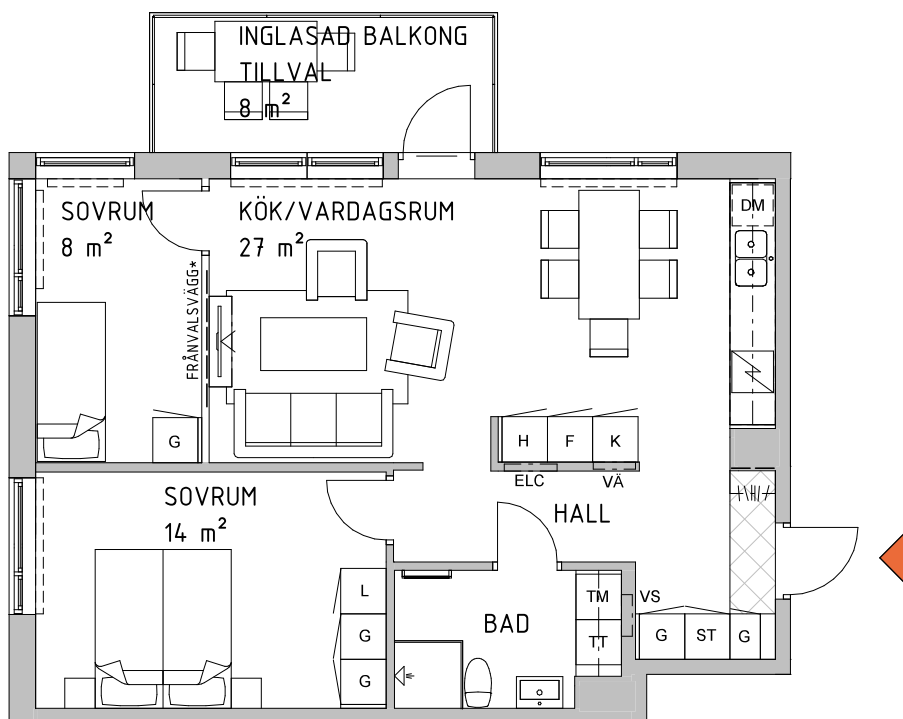 INGLASAD BALKONG
TILLVAL
8 m²
SOVRUM
8 m²
KÖK/VARDAGSRUM
27 m²
DM
FRÅNVALSVÄGG*
G
H F K
ELC VÄ
SOVRUM
14 m²
HALL
L
G
G
BAD
TM
TT
VS
G ST G